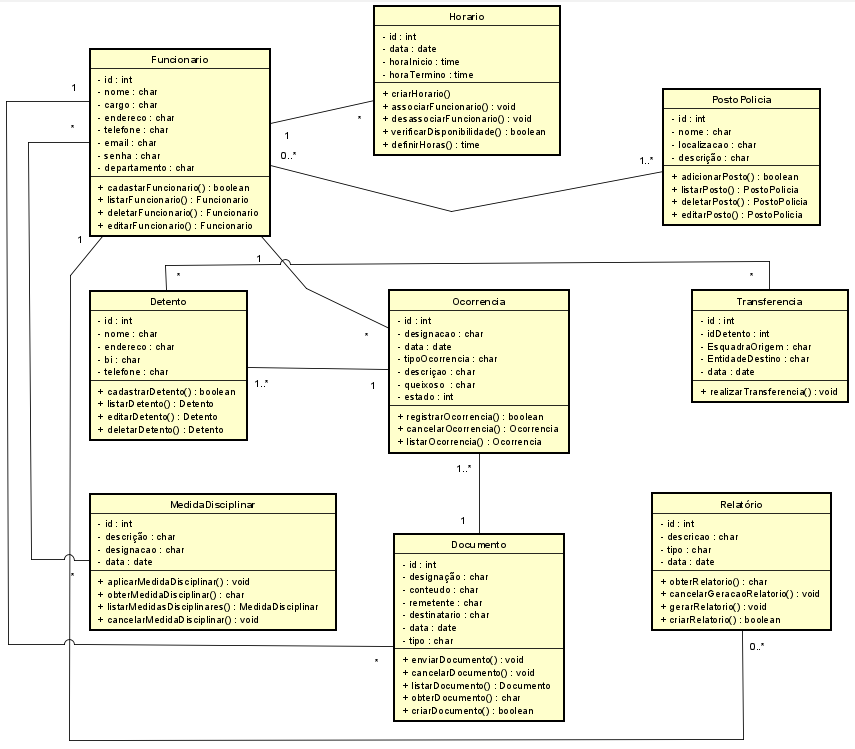 Horario
- id : int
- data : date
- horaInicio : time
- horaTermino : time
+ criarHorario()
+ associarFuncionario() : void
+ desassociarFuncionario() : void
+ verificarDisponibilidade() : boolean
+ definirHoras() : time
Funcionario
- id : int
- nome : char
- cargo : char
- endereco : char
- telefone : char
- email : char
- senha : char
- departamento : char
+ cadastarFuncionario() : boolean
+ listarFuncionario() : Funcionario
+ deletarFuncionario() : Funcionario
+ editarFuncionario() : Funcionario
PostoPolicia
- id : int
- nome : char
- localizacao : char
- descrição : char
+ adicionarPosto() : boolean
+ listarPosto() : PostoPolicia
+ deletarPosto() : PostoPolicia
+ editarPosto() : PostoPolicia
1
*
1
*
0..*
1..*
1
1
*
*
*
Detento
- id : int
- nome : char
- endereco : char
- bi : char
- telefone : char
+ cadastrarDetento() : boolean
+ listarDetento() : Detento
+ editarDetento() : Detento
+ deletarDetento() : Detento
Ocorrencia
- id : int
- designacao : char
- data : date
- tipoOcorrencia : char
- descriçao : char
- queixoso : char
- estado : int
+ registrarOcorrencia() : boolean
+ cancelarOcorrencia() : Ocorrencia
+ listarOcorrencia() : Ocorrencia
Transferencia
- id : int
- idDetento : int
- EsquadraOrigem : char
- EntidadeDestino : char
- data : date
+ realizarTransferencia() : void
1..*
1
1..*
1
MedidaDisciplinar
- id : int
- descrição : char
- designacao : char
- data : date
+ aplicarMedidaDisciplinar() : void
+ obterMedidaDisciplinar() : char
+ listarMedidasDisciplinares() : MedidaDisciplinar
+ cancelarMedidaDisciplinar() : void
*
Documento
- id : int
- designação : char
- conteudo : char
- remetente : char
- destinatario : char
- data : date
- tipo : char
+ enviarDocumento() : void
+ cancelarDocumento() : void
+ listarDocumento() : Documento
+ obterDocumento() : char
+ criarDocumento() : boolean
*
Relatório
- id : int
- descricao : char
- tipo : char
- data : date
+ obterRelatorio() : char
+ cancelarGeracaoRelatorio() : void
+ gerarRelatorio() : void
+ criarRelatorio() : boolean
0..*